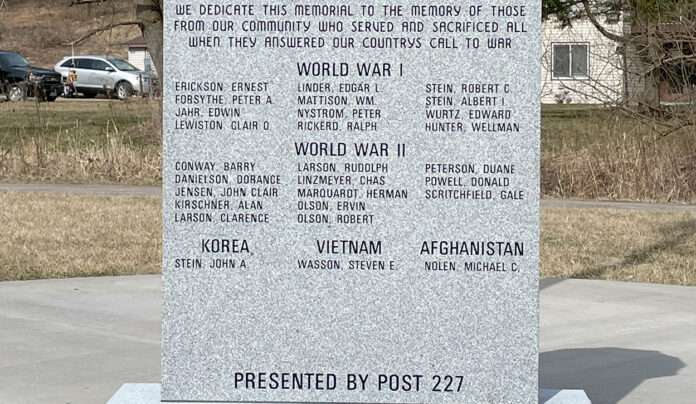 WE DEDICATE THIS MEMORIAL TO THE MEMORY OF THOSE
FROM OUR COMMUNITY WHO SERVED AND SACRIFICED ALL
WHEN THEY ANSWERED OUR COUNTRYS CALL TO WAR
WORLD WAR I
ERICKSON, ERNEST LINDER, EDGAR L STEIN, ROBERT C.
FORSYTHE, PETER A. MATTISON, WM. STEIN, ALBERT I
JAHR, EDWIN NYSTROM, PETER WURTZ, EDWARD
LEWISTON, CLAIR O. RICKERD, RALPH HUNTER, WELLMAN
WORLD WAR II
CONWAY, BARRY LARSON, RUDOLPH PETERSON, DUANE
DANIELSON, DORANCE LINZMEYER, CHAS POWELL, DONALD
JENSEN, JOHN CLAIR MARQUARDT, HERMAN SCRITCHFIELD, GALE
KIRSCHNER, ALAN OLSON, ERVIN
LARSON, CLARENCE OLSON, ROBERT
KOREA VIETNAM AFGHANISTAN
STEIN, JOHN A. WASSON, STEVEN E. NOLEN, MICHAEL C.
PRESENTED BY POST 227